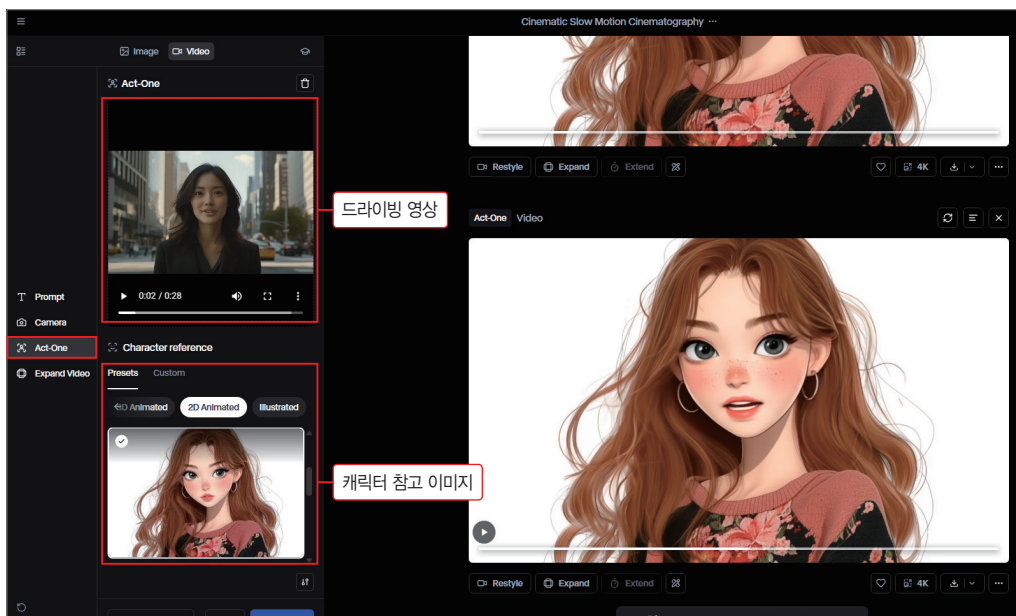 Cinematic Slow Motion Cinematography ···
Image Video
Act-One
드라이빙 영상
0:02 / 0:28
Prompt
Camera
Act-One
Expand Video
Character reference
Presets Custom
3D Animated 2D Animated Illustrated
캐릭터 참고 이미지
Restyle Expand Extend 4K
Act-One Video
Restyle Expand Extend 4K